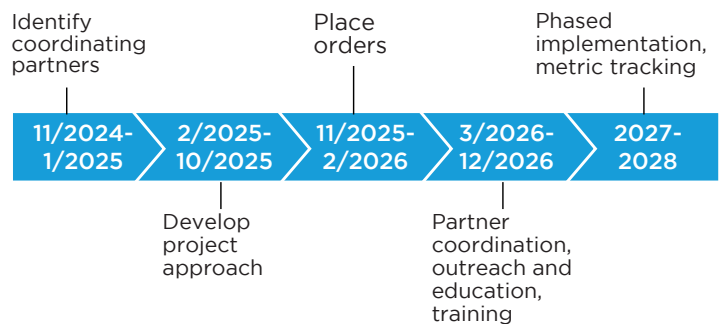 Identify
coordinating
partners
Place
orders
Phased
implementation,
metric tracking
11/2024-
1/2025
2/2025-
10/2025
11/2025-
2/2026
3/2026-
12/2026
2027-
2028
Develop
project
approach
Partner
coordination,
outreach and
education,
training